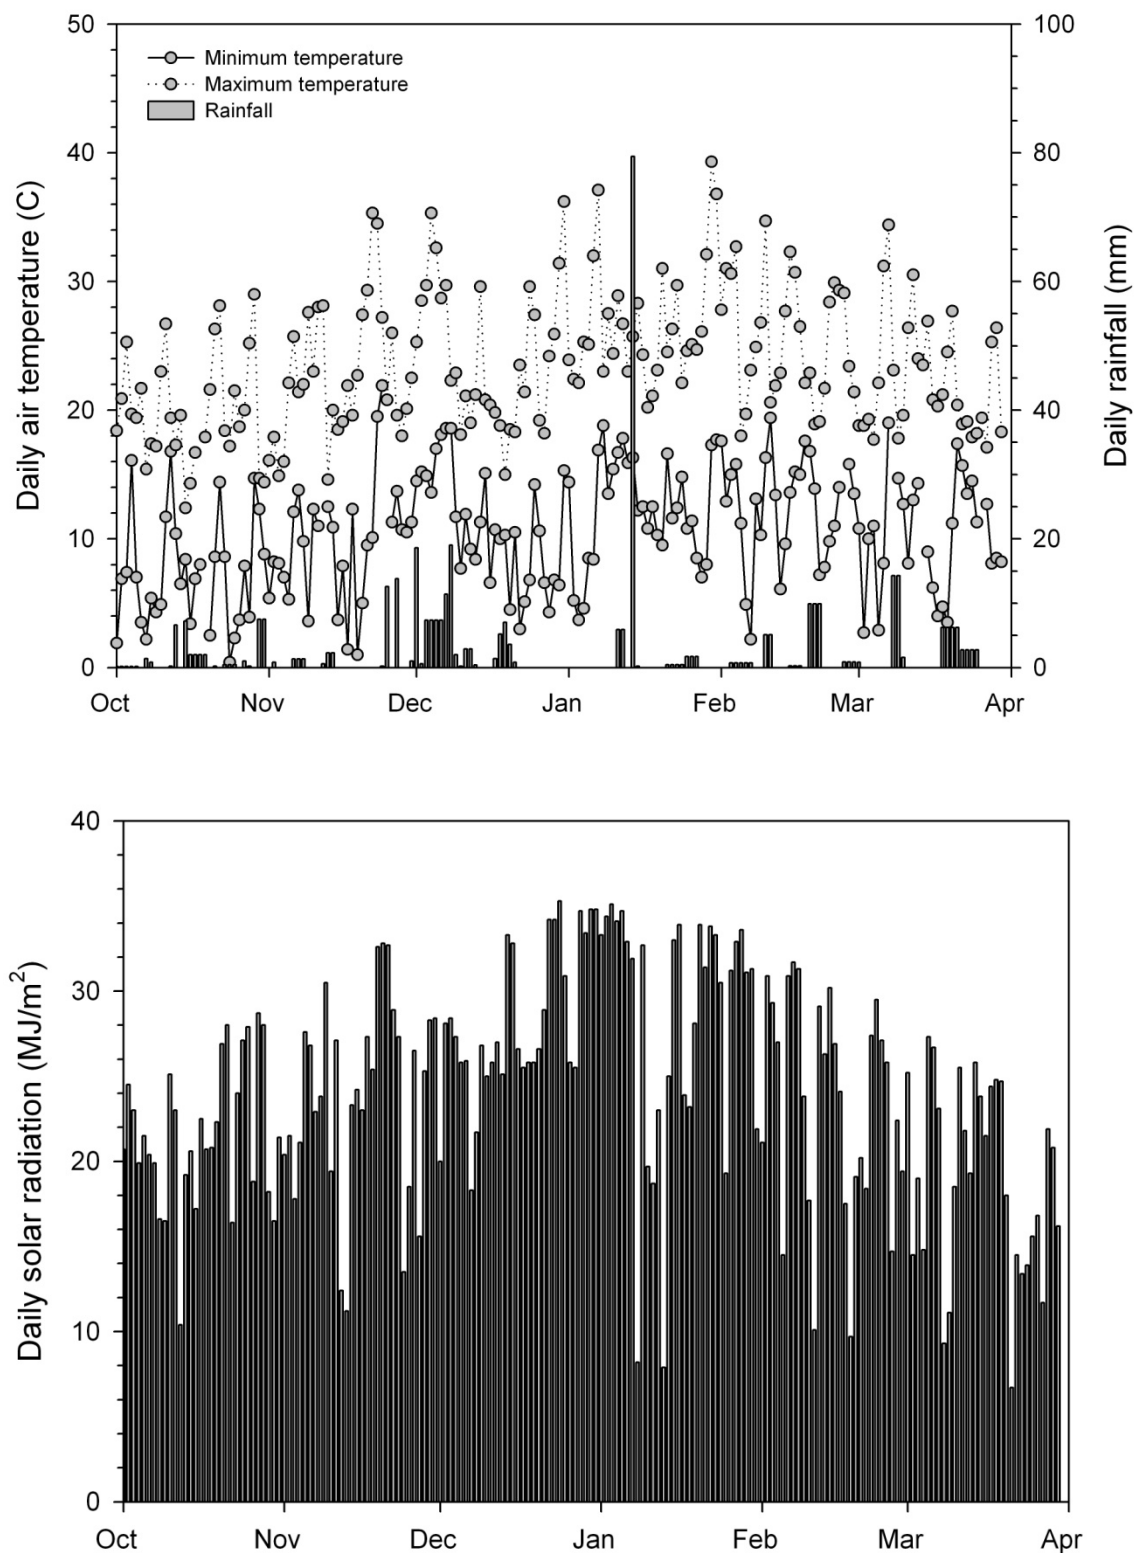 50
40
30
20
10
0
Daily air temperature (C)
Minimum temperature
Maximum temperature
Rainfall
100
80
60
40
20
0
Daily rainfall (mm)
Oct Nov Dec Jan Feb Mar Apr
40
30
20
10
0
Daily solar radiation (MJ/m²)
Oct Nov Dec Jan Feb Mar Apr